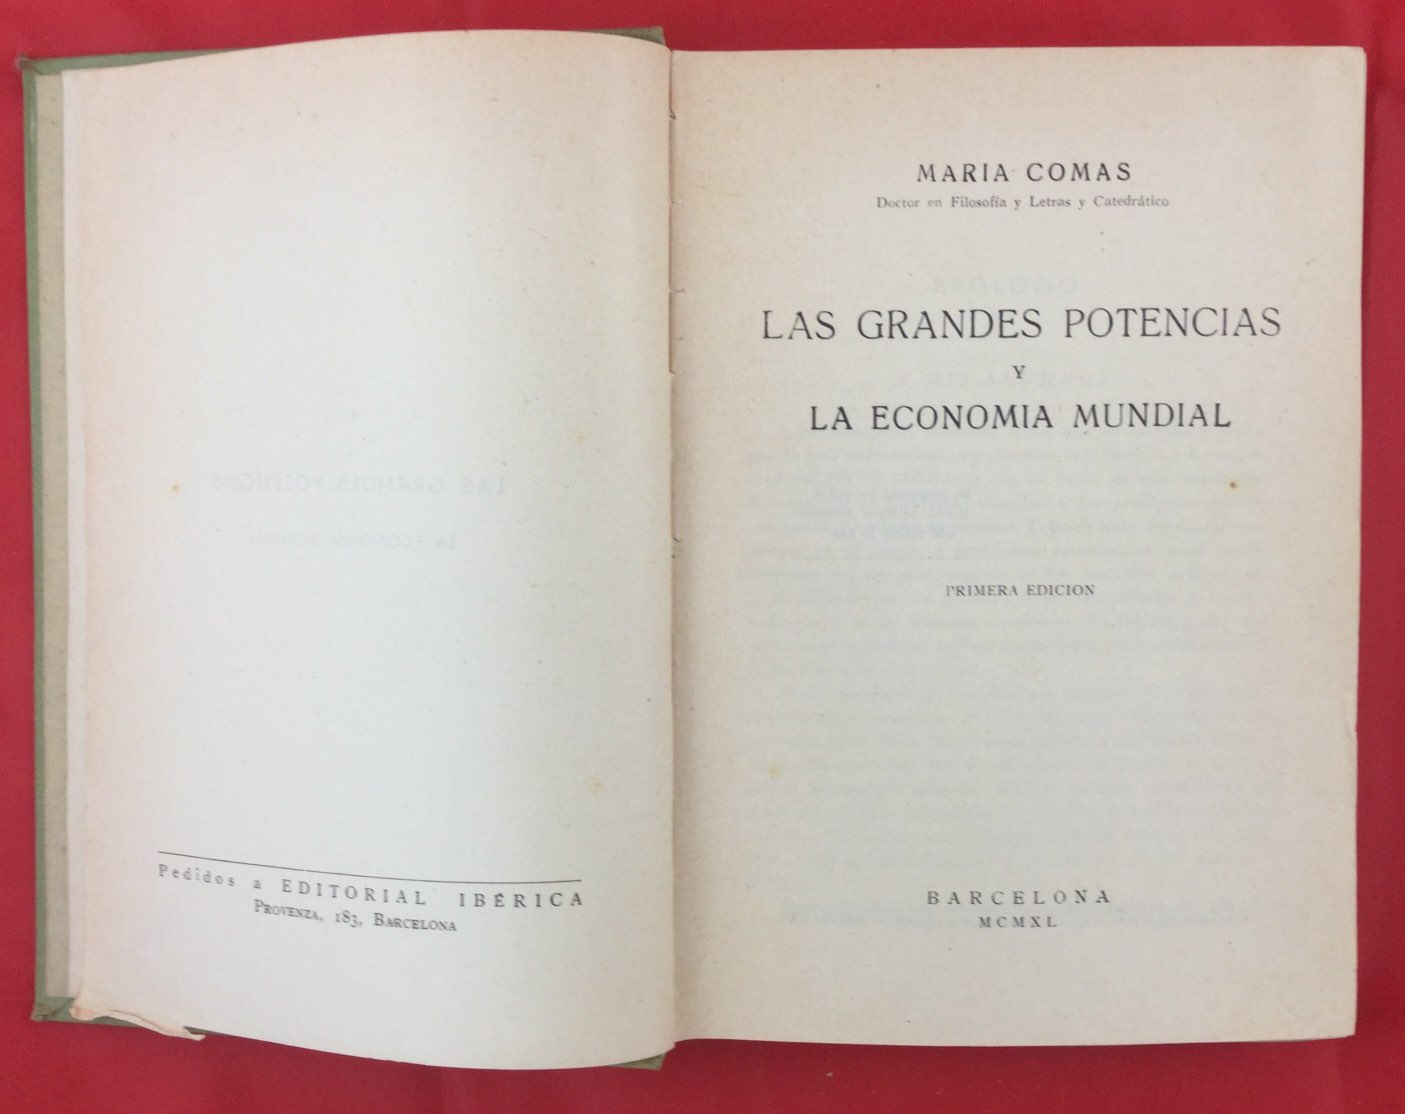 Pedidos a EDITORIAL IBÉRICA
PROVENZA, 183, BARCELONA
MARIA COMAS
Doctor en Filosofía y Letras y Catedrático
LAS GRANDES POTENCIAS
Y
LA ECONOMIA MUNDIAL
PRIMERA EDICION
BARCELONA
MCMXL